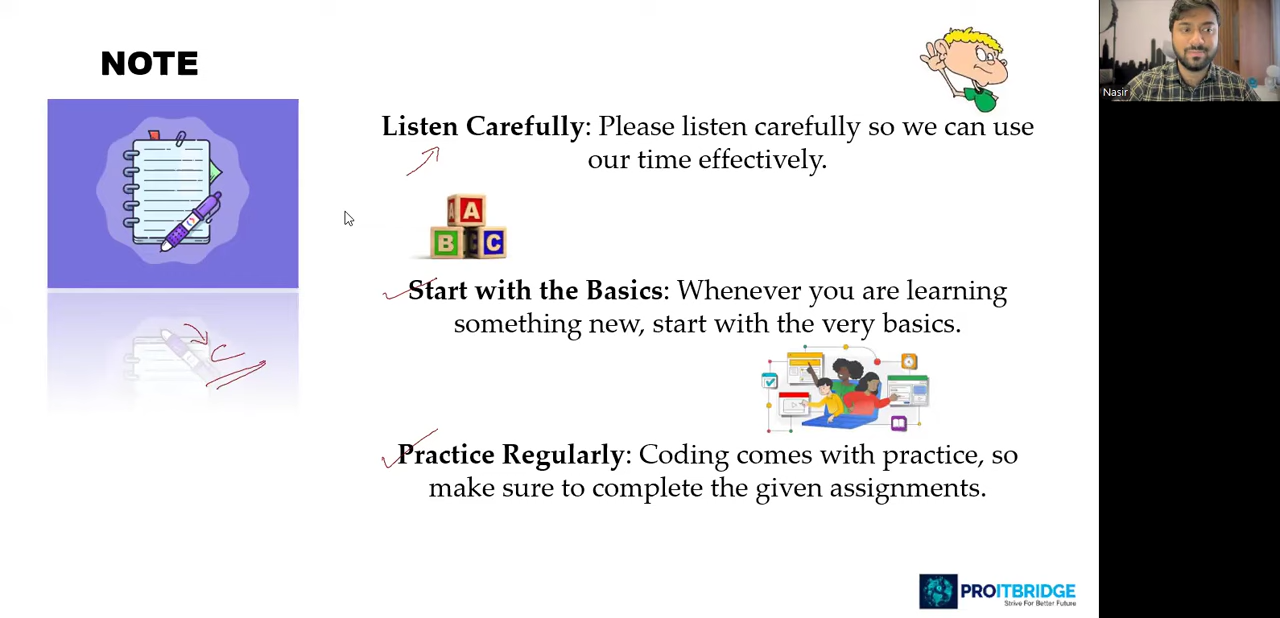 NOTE
Listen Carefully: Please listen carefully so we can use
our time effectively.
A
A
B
C
Start with the Basics: Whenever you are learning
something new, start with the very basics.
Practice Regularly: Coding comes with practice, so
make sure to complete the given assignments.
PROITBRIDGE
Strive For Better Future
Nasir